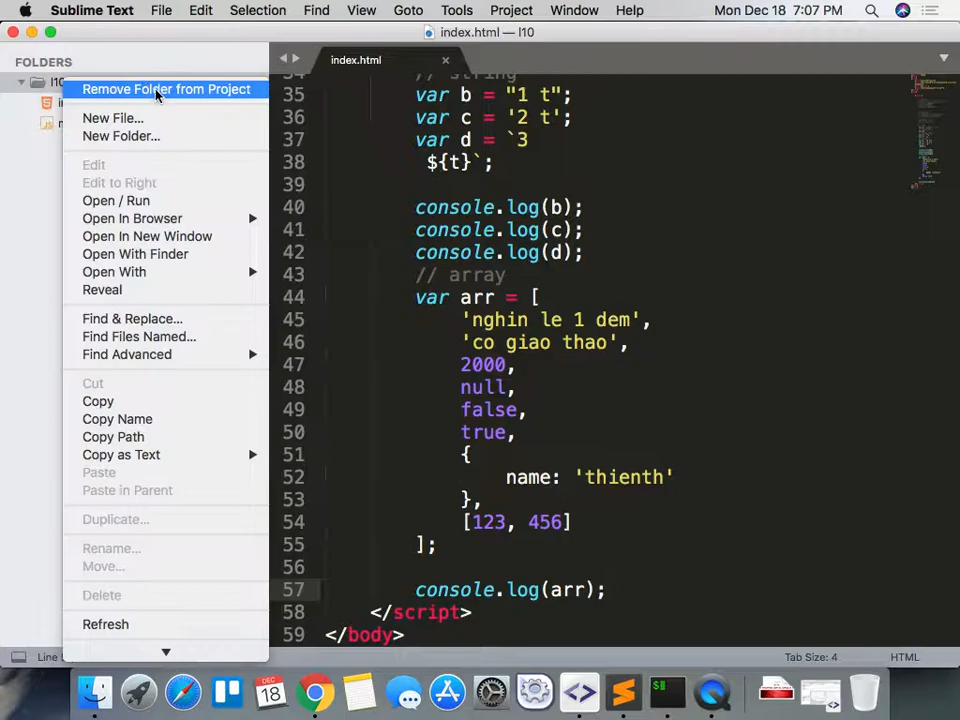 Sublime Text File Edit Selection Find View Goto Tools Project Window Help Mon Dec 18 7:07 PM
index.html — l10
FOLDERS
index.html
l10
Remove Folder from Project
New File...
New Folder...
Edit
Edit to Right
Open / Run
Open In Browser
Open In New Window
Open With Finder
Open With
Reveal
Find & Replace...
Find Files Named...
Find Advanced
Cut
Copy
Copy Name
Copy Path
Copy as Text
Paste
Paste in Parent
Duplicate...
Rename...
Move...
Delete
Refresh
// string
35 var b = "1 t";
36 var c = '2 t';
37 var d = `3
38 ${t}`;
39
40 console.log(b);
41 console.log(c);
42 console.log(d);
43 // array
44 var arr = [
45 'nghin le 1 dem',
46 'co giao thao',
47 2000,
48 null,
49 false,
50 true,
51 {
52 name: 'thienth'
53 },
54 [123, 456]
55 ];
56
57 console.log(arr);
58 </script>
59 </body>
Line
Tab Size: 4
HTML
DEC
18
$